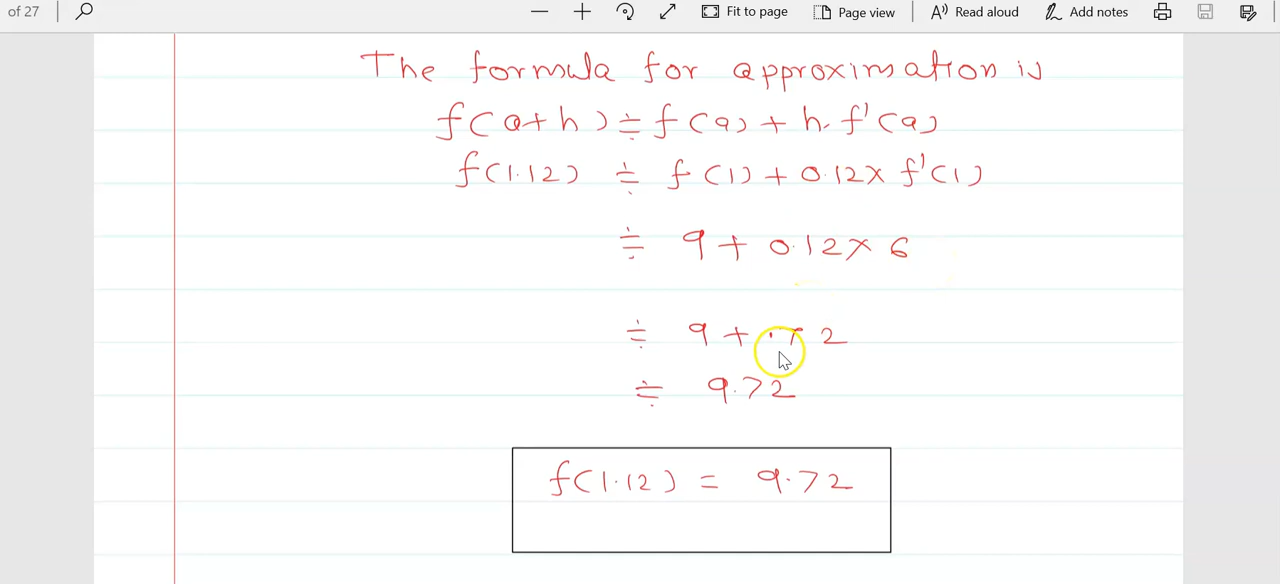 of 27 Fit to page Page view Read aloud Add notes
The formula for approximation is
f(a+h) ≑ f(a) + h. f'(a)
f(1.12) ≑ f(1) + 0.12 × f'(1)
≑ 9 + 0.12 × 6
≑ 9 + .72
≑ 9.72
f(1.12) = 9.72